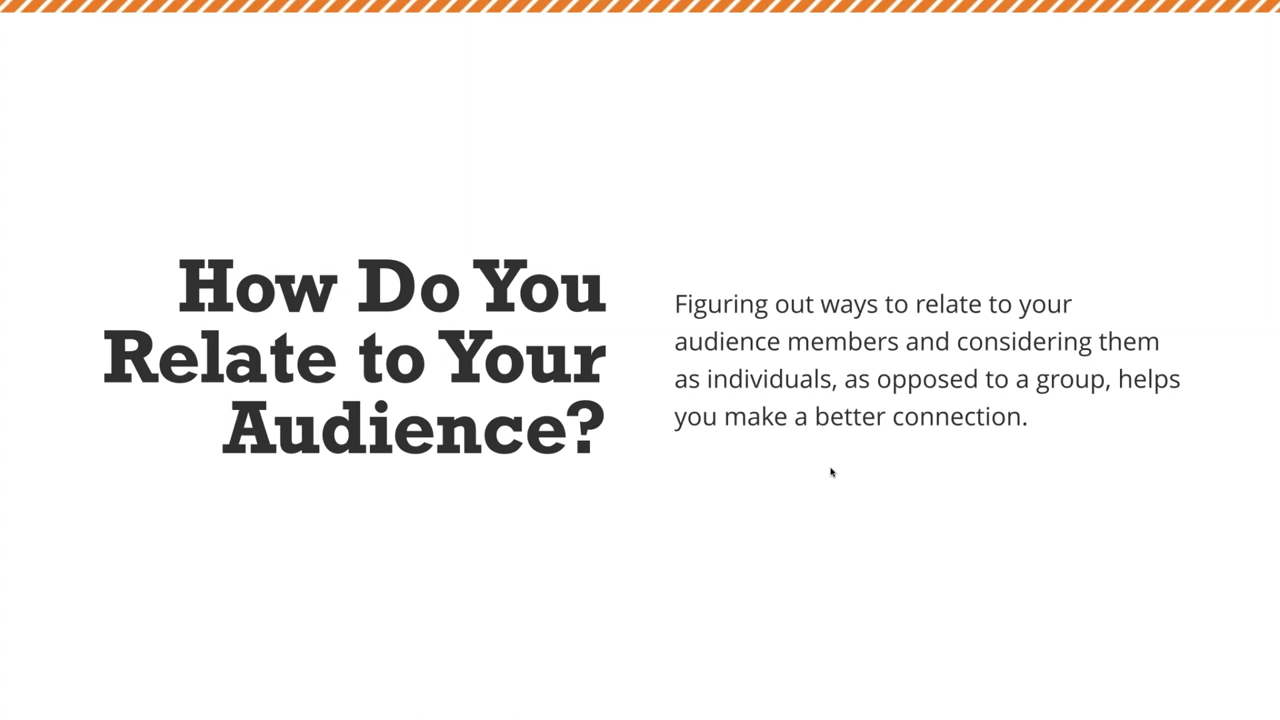 How Do You
Relate to Your
Audience?
Figuring out ways to relate to your
audience members and considering them
as individuals, as opposed to a group, helps
you make a better connection.